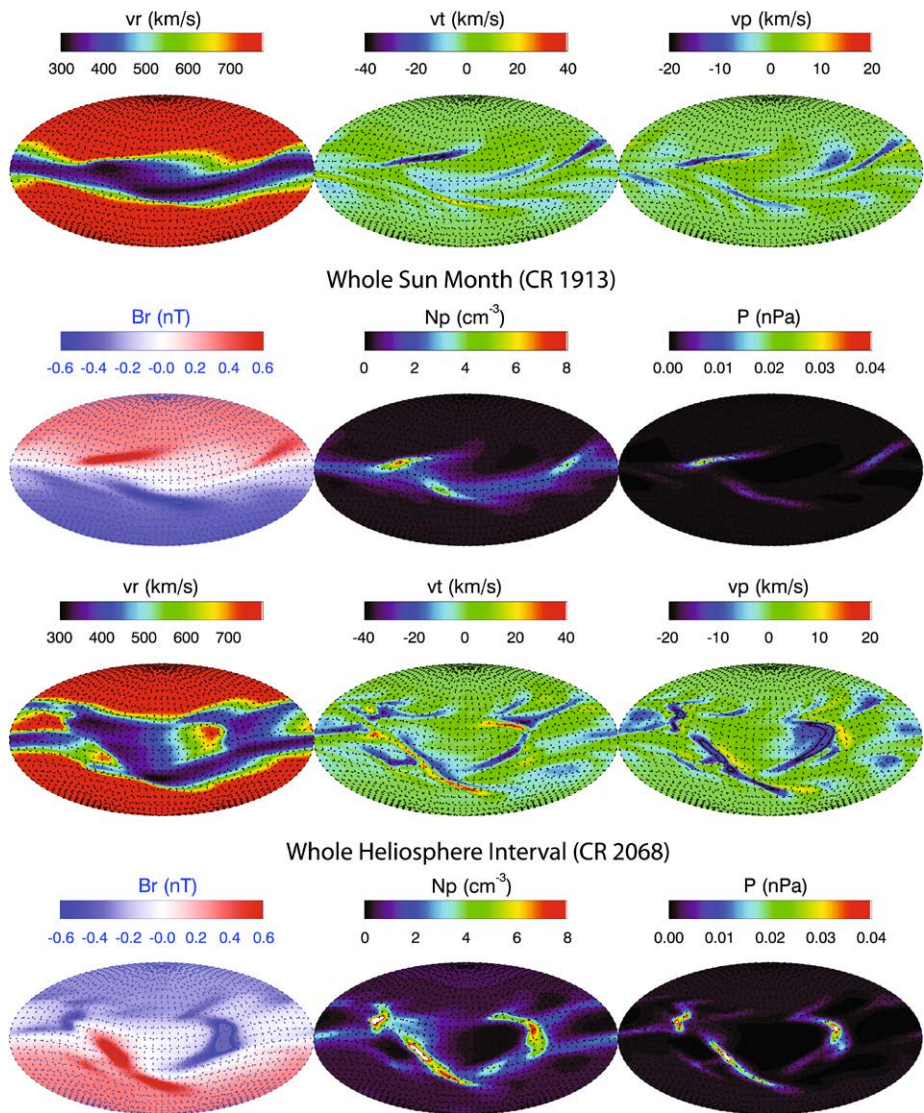 vr (km/s) vt (km/s) vp (km/s)
300 400 500 600 700 -40 -20 0 20 40 -20 -10 0 10 20
Whole Sun Month (CR 1913)
Br (nT) Np (cm⁻³) P (nPa)
-0.6 -0.4 -0.2 -0.0 0.2 0.4 0.6 0 2 4 6 8 0.00 0.01 0.02 0.03 0.04
vr (km/s) vt (km/s) vp (km/s)
300 400 500 600 700 -40 -20 0 20 40 -20 -10 0 10 20
Whole Heliosphere Interval (CR 2068)
Br (nT) Np (cm⁻³) P (nPa)
-0.6 -0.4 -0.2 -0.0 0.2 0.4 0.6 0 2 4 6 8 0.00 0.01 0.02 0.03 0.04